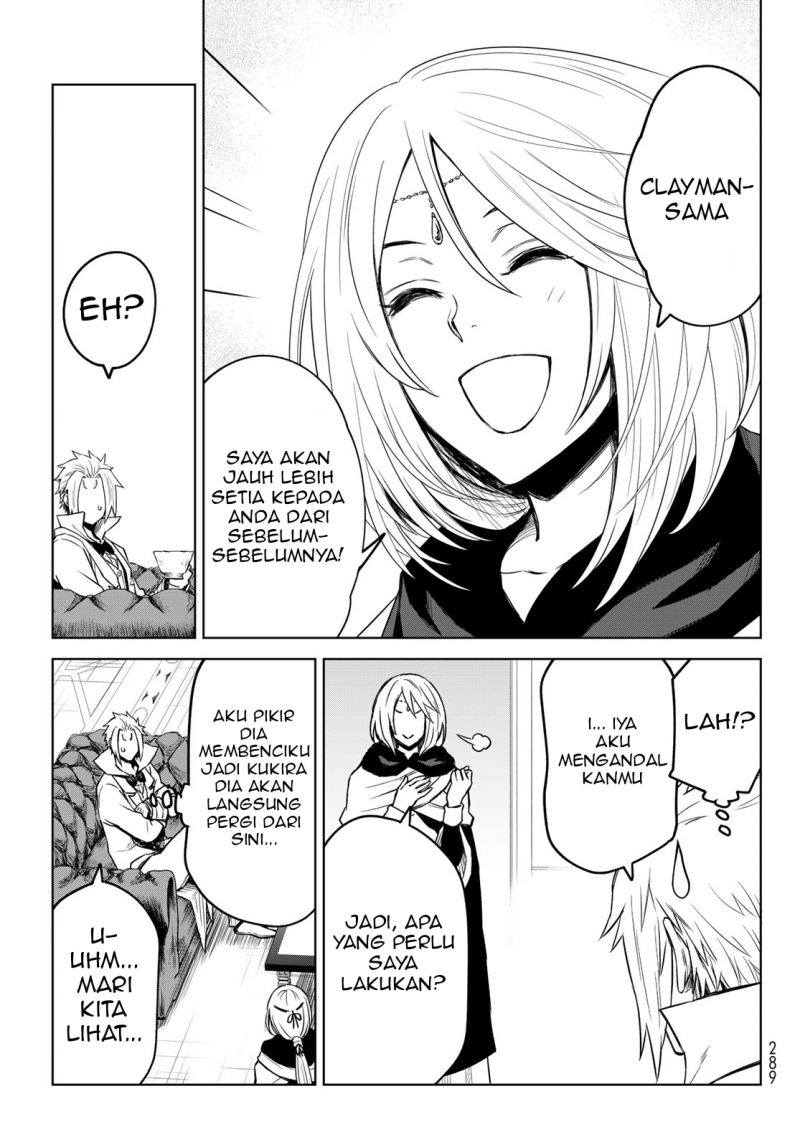 CLAYMAN-
SAMA
SAYA AKAN
JAUH LEBIH
SETIA KEPADA
ANDA DARI
SEBELUM-
SEBELUMNYA!
EH?
LAH!?
I... IYA
AKU
MENGANDAL
KANMU
JADI, APA
YANG PERLU
SAYA
LAKUKAN?
AKU PIKIR
DIA
MEMBENCIKU
JADI KUKIRA
DIA AKAN
LANGSUNG
PERGI DARI
SINI...
U-
UHM...
MARI
KITA
LIHAT...
289